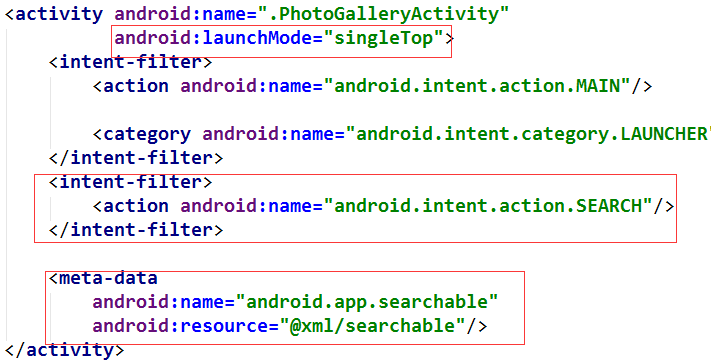 <activity android:name=".PhotoGalleryActivity"
android:launchMode="singleTop">
<intent-filter>
<action android:name="android.intent.action.MAIN"/>
<category android:name="android.intent.category.LAUNCHER"
</intent-filter>
<intent-filter>
<action android:name="android.intent.action.SEARCH"/>
</intent-filter>
<meta-data
android:name="android.app.searchable"
android:resource="@xml/searchable"/>
</activity>